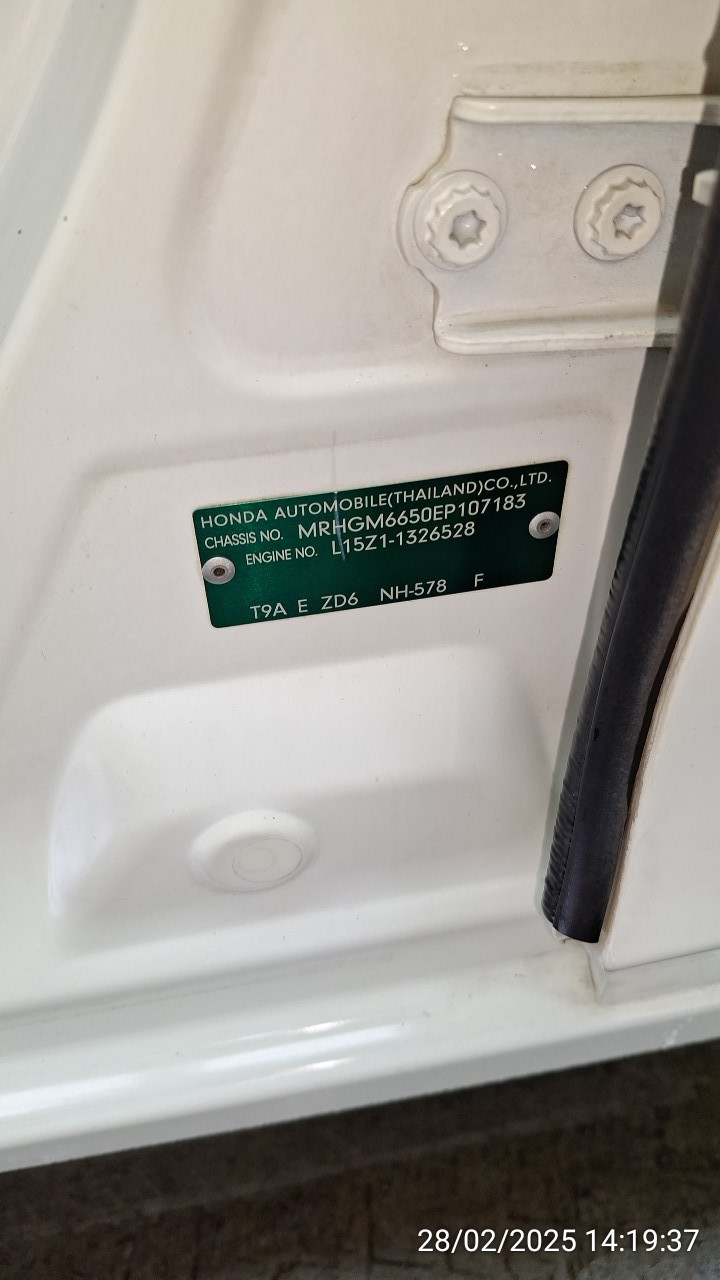 HONDA AUTOMOBILE(THAILAND)CO.,LTD.
CHASSIS NO. MRHGM6650EP107183
ENGINE NO. L15Z1-1326528
T9A E ZD6 NH-578 F
28/02/2025 14:19:37